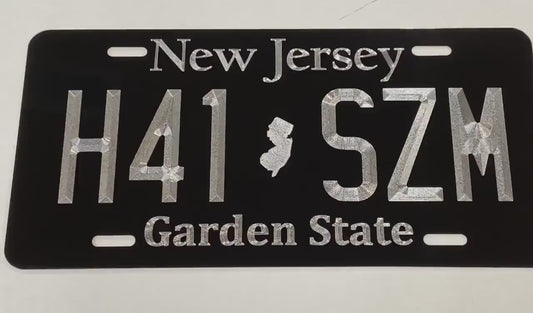 New Jersey
H41 SZM
Garden State